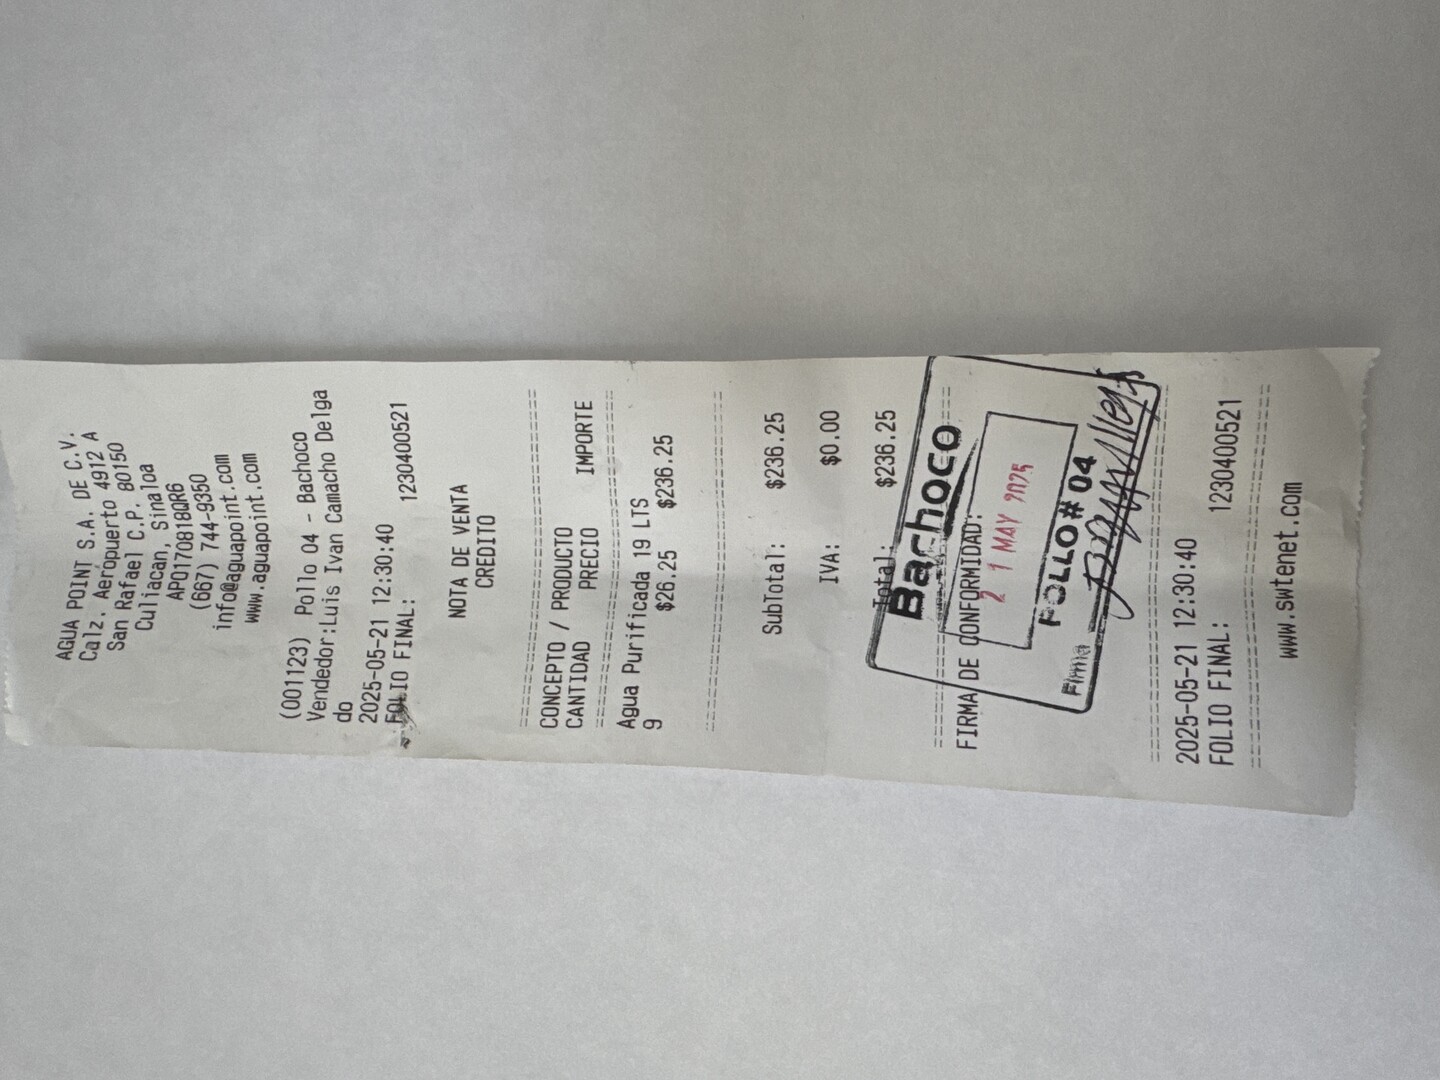 AGUA POINT S.A. DE C.V.
Calz. Aeropuerto 4912 A
San Rafael C.P. 80150
Culiacan, Sinaloa
APO170818QR6
(667) 744-9350
info@aguapoint.com
www.aguapoint.com
(001123) Pollo 04 - Bachoco
Vendedor:Luis Ivan Camacho Delga
do
2025-05-21 12:30:40
FOLIO FINAL: 1230400521
NOTA DE VENTA
CREDITO
CONCEPTO / PRODUCTO
CANTIDAD PRECIO IMPORTE
Agua Purificada 19 LTS
9 $26.25 $236.25
SubTotal: $236.25
IVA: $0.00
Total: $236.25
Bachoco
FIRMA DE CONFORMIDAD:
2 1 MAY 2025
POLLO# 04
Firma
2025-05-21 12:30:40
FOLIO FINAL: 1230400521
www.swtenet.com